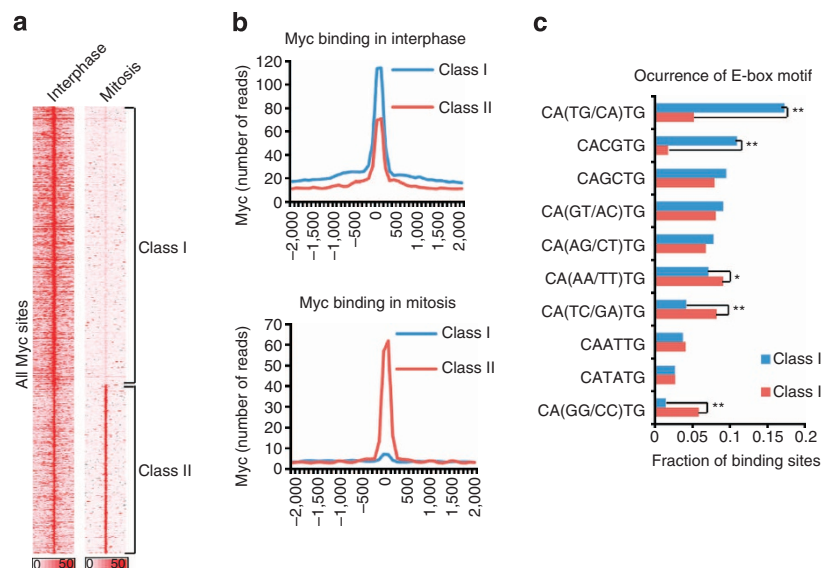 a
Interphase
Mitosis
All Myc sites
Class I
Class II
0 50
0 50
b
Myc binding in interphase
Myc (number of reads)
120
100
80
60
40
20
0
Class I
Class II
–2,000
–1,500
–1,000
–500
0
500
1,000
1,500
2,000
Myc binding in mitosis
Myc (number of reads)
70
60
50
40
30
20
10
0
Class I
Class II
–2,000
–1,500
–1,000
–500
0
500
1,000
1,500
2,000
c
Ocurrence of E-box motif
CA(TG/CA)TG **
CACGTG **
CAGCTG
CA(GT/AC)TG
CA(AG/CT)TG
CA(AA/TT)TG *
CA(TC/GA)TG **
CAATTG
CATATG
CA(GG/CC)TG **
Class I
Class I
0 0.05 0.1 0.15 0.2
Fraction of binding sites